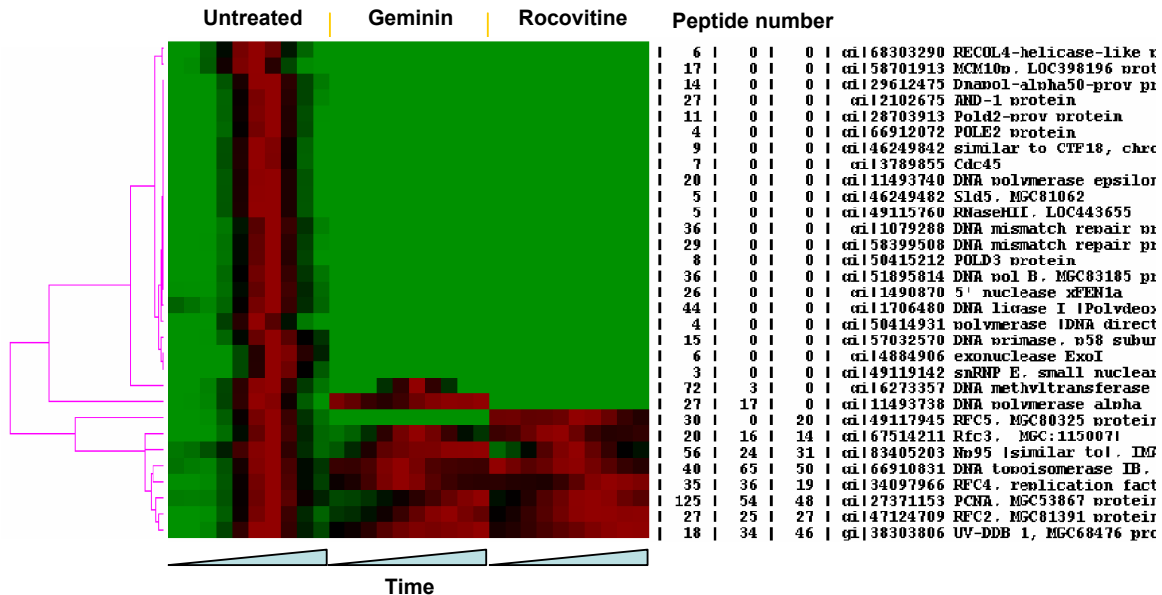 Untreated | Geminin | Rocovitine Peptide number
| 6 | 0 | 0 | gi|68303290 RECQL4-helicase-like p
| 17 | 0 | 0 | gi|58701913 MCM10p, LOC398196 prot
| 14 | 0 | 0 | gi|29612475 Dnapol-alpha50-prov pr
| 27 | 0 | 0 | gi|2102675 AND-1 protein
| 11 | 0 | 0 | gi|28703913 Pold2-prov protein
| 4 | 0 | 0 | gi|66912072 POLE2 protein
| 9 | 0 | 0 | gi|46249842 similar to CTF18, chro
| 7 | 0 | 0 | gi|3789855 Cdc45
| 20 | 0 | 0 | gi|11493740 DNA polymerase epsilon
| 5 | 0 | 0 | gi|46249482 Sld5, MGC81062
| 5 | 0 | 0 | gi|49115760 RNaseHII, LOC443655
| 36 | 0 | 0 | gi|1079288 DNA mismatch repair pr
| 29 | 0 | 0 | gi|58399508 DNA mismatch repair pr
| 8 | 0 | 0 | gi|50415212 POLD3 protein
| 36 | 0 | 0 | gi|51895814 DNA pol B, MGC83185 pr
| 26 | 0 | 0 | gi|1490870 5' nuclease xFEN1a
| 44 | 0 | 0 | gi|1706480 DNA ligase I (Polydeox
| 4 | 0 | 0 | gi|50414931 polymerase (DNA direct
| 15 | 0 | 0 | gi|57032570 DNA primase, p58 subun
| 6 | 0 | 0 | gi|4884906 exonuclease ExoI
| 3 | 0 | 0 | gi|49119142 snRNP E, small nuclear
| 72 | 3 | 0 | gi|6273357 DNA methyltransferase
| 27 | 17 | 0 | gi|11493738 DNA polymerase alpha
| 30 | 0 | 20 | gi|49117945 RFC5, MGC80325 protein
| 20 | 16 | 14 | gi|67514211 Rfc3, MGC:115007|
| 56 | 24 | 31 | gi|83405203 Np95 (similar to), IMA
| 40 | 65 | 50 | gi|66910831 DNA topoisomerase IB,
| 35 | 36 | 19 | gi|34097966 RFC4, replication fact
| 125 | 54 | 48 | gi|27371153 PCNA, MGC53867 protein
| 27 | 25 | 27 | gi|47124709 RFC2, MGC81391 protein
| 18 | 34 | 46 | gi|38303806 UV-DDB 1, MGC68476 pro
Time